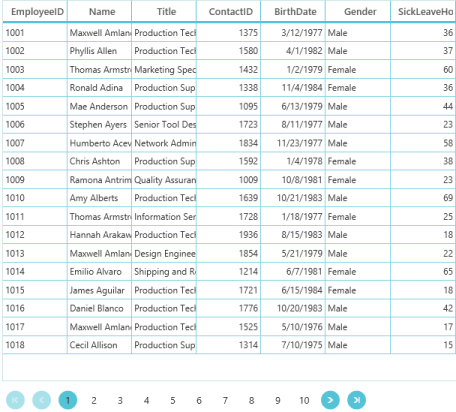 EmployeeID Name Title ContactID BirthDate Gender SickLeaveHo
1001 Maxwell Amlan Production Tech 1375 3/12/1977 Male 36
1002 Phyllis Allen Production Tech 1580 4/1/1982 Male 37
1003 Thomas Armstr Marketing Spec 1432 1/2/1979 Female 60
1004 Ronald Adina Production Sup 1338 11/4/1984 Female 36
1005 Mae Anderson Production Sup 1095 6/13/1979 Male 44
1006 Stephen Ayers Senior Tool Des 1723 8/11/1977 Male 23
1007 Humberto Acev Network Admin 1834 11/23/1977 Male 58
1008 Chris Ashton Production Sup 1592 1/4/1978 Female 38
1009 Ramona Antrim Quality Assuran 1009 10/8/1981 Female 23
1010 Amy Alberts Production Tech 1639 10/21/1983 Male 69
1011 Thomas Armstr Information Ser 1728 1/18/1977 Female 25
1012 Hannah Arakaw Production Tech 1936 8/15/1983 Male 18
1013 Maxwell Amlan Design Enginee 1854 5/21/1979 Male 22
1014 Emilio Alvaro Shipping and R 1214 6/7/1981 Female 65
1015 James Aguilar Production Tech 1721 6/15/1984 Female 18
1016 Daniel Blanco Production Tech 1776 10/20/1983 Male 42
1017 Maxwell Amlan Production Tech 1525 5/10/1976 Male 17
1018 Cecil Allison Production Sup 1314 7/10/1975 Male 15
1 2 3 4 5 6 7 8 9 10